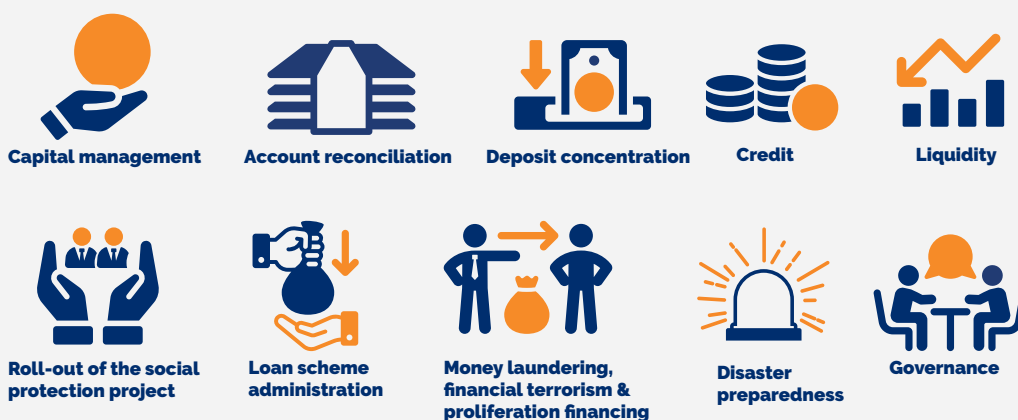 Capital management
Account reconciliation
Deposit concentration
Credit
Liquidity
Roll-out of the social
protection project
Loan scheme
administration
Money laundering,
financial terrorism &
proliferation financing
Disaster
preparedness
Governance